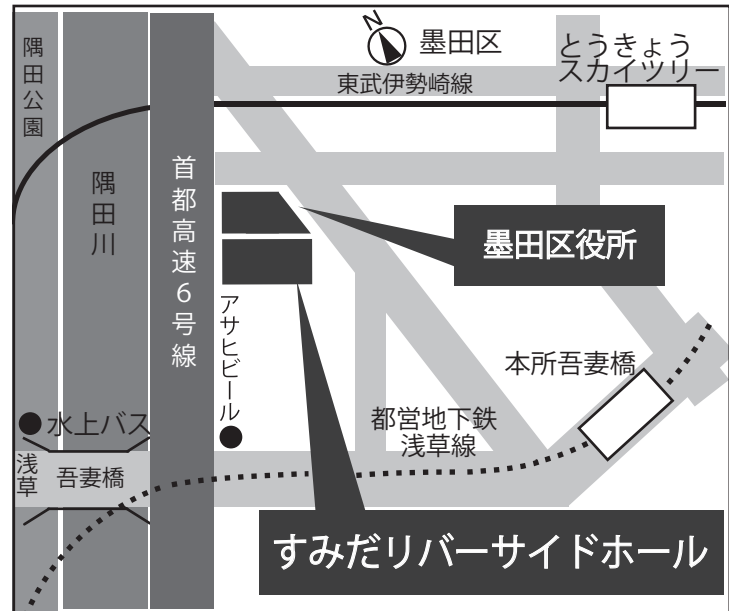 N
墨田区
とうきょう
スカイツリー
東武伊勢崎線
隅田公園
隅田川
首都高速6号線
墨田区役所
アサヒビール
本所吾妻橋
都営地下鉄
浅草線
水上バス
浅草
吾妻橋
すみだリバーサイドホール